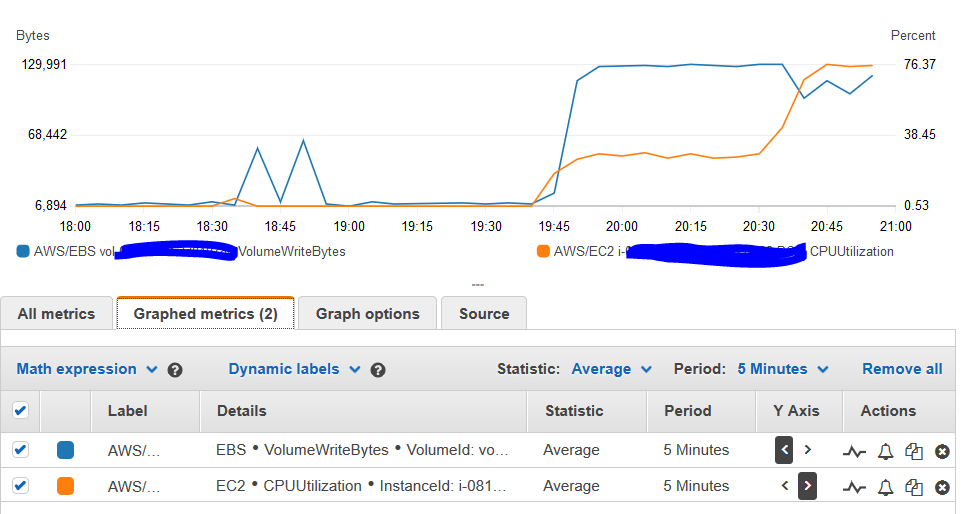 Bytes Percent
129,991 76.37
68,442 38.45
6,894 0.53
18:00 18:15 18:30 18:45 19:00 19:15 19:30 19:45 20:00 20:15 20:30 20:45 21:00
AWS/EBS vol- VolumeWriteBytes AWS/EC2 i-0 CPUUtilization
All metrics Graphed metrics (2) Graph options Source
Math expression ? Dynamic labels ? Statistic: Average Period: 5 Minutes Remove all
Label Details Statistic Period Y Axis Actions
AWS/... EBS • VolumeWriteBytes • VolumeId: vo... Average 5 Minutes < >
AWS/... EC2 • CPUUtilization • InstanceId: i-081... Average 5 Minutes < >